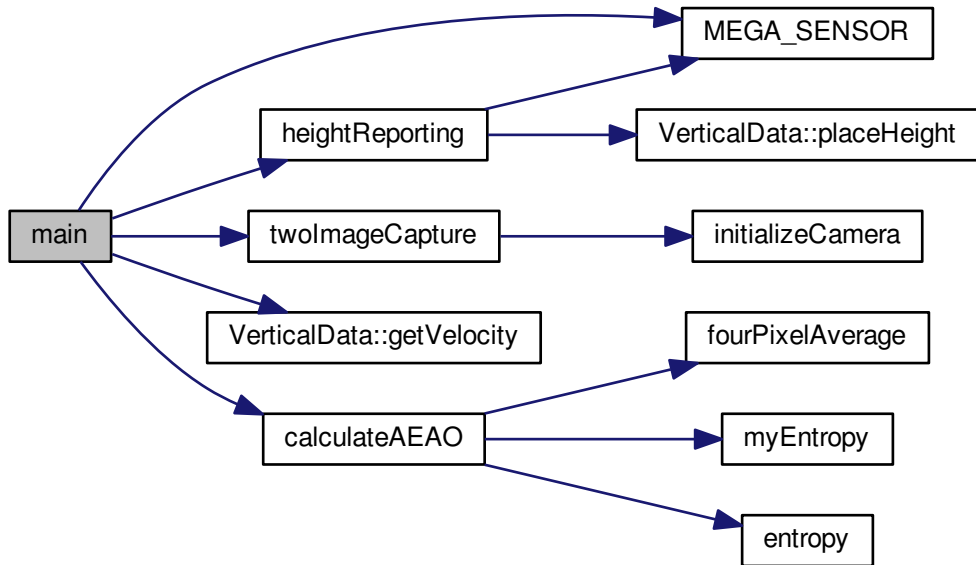 MEGA_SENSOR
heightReporting
VerticalData::placeHeight
main
twoImageCapture
initializeCamera
VerticalData::getVelocity
fourPixelAverage
calculateAEAO
myEntropy
entropy